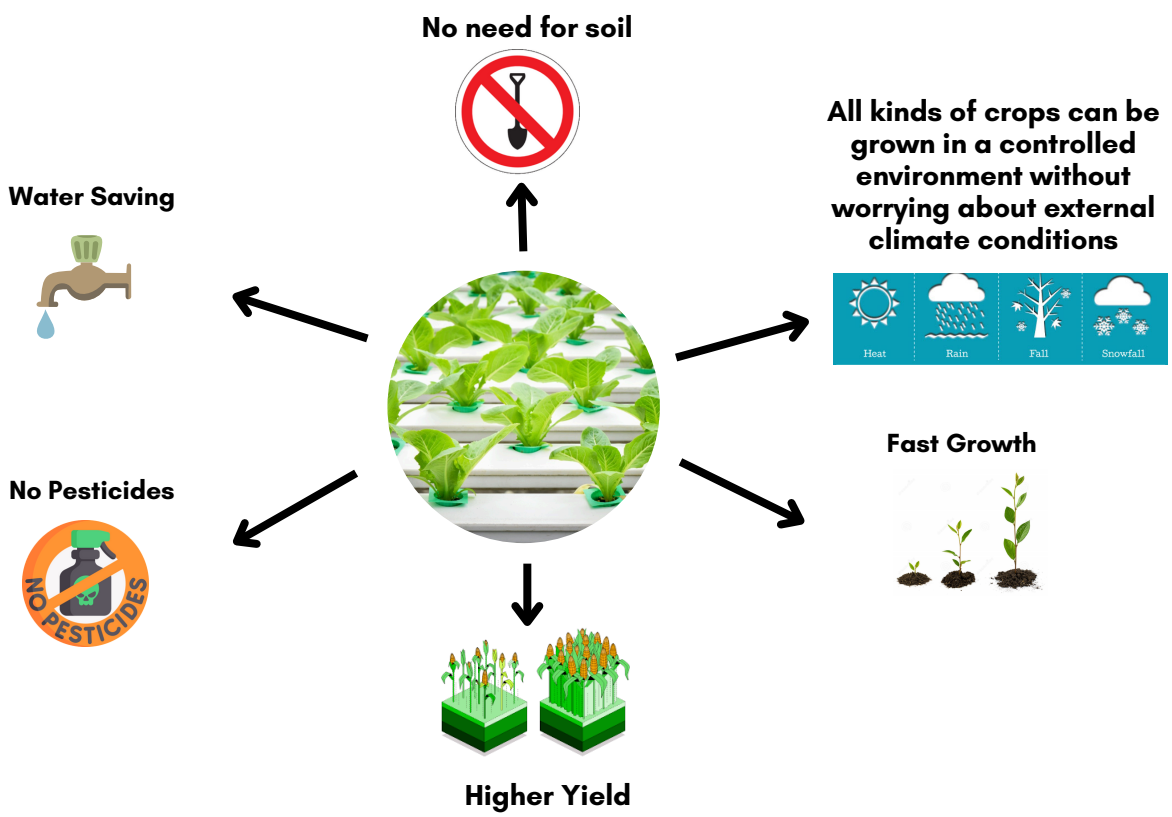 No need for soil
All kinds of crops can be
grown in a controlled
environment without
worrying about external
climate conditions
Water Saving
Heat
Rain
Fall
Snowfall
Fast Growth
No Pesticides
NO PESTICIDES
Higher Yield